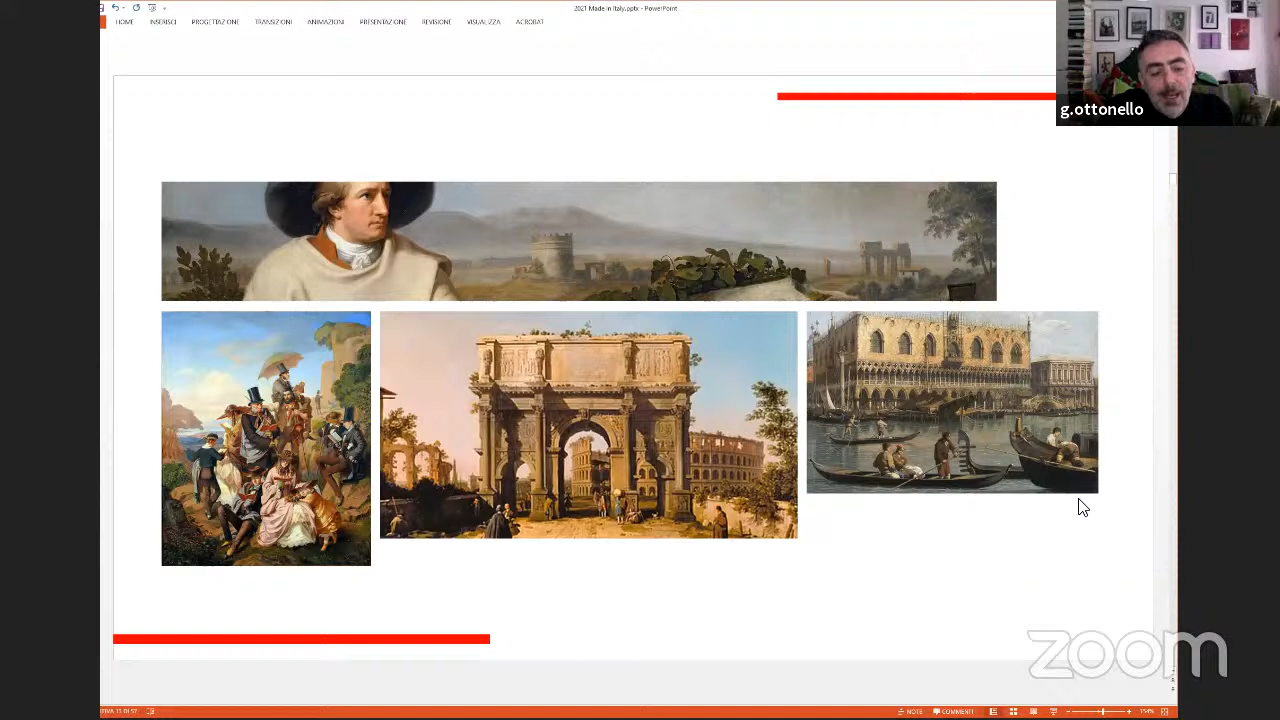 2021 Made in Italy.pptx - PowerPoint
HOME INSERISCI PROGETTAZIONE TRANSIZIONI ANIMAZIONI PRESENTAZIONE REVISIONE VISUALIZZA ACROBAT
g.ottonello
zoom
NOTE COMMENTI 154%